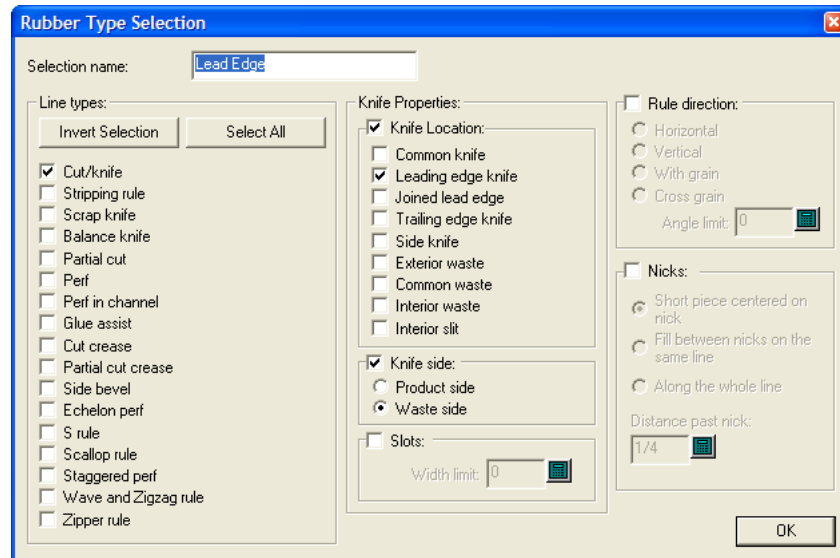 Rubber Type Selection
Selection name: Lead Edge
Line types:
Invert Selection Select All
Cut/knife
Stripping rule
Scrap knife
Balance knife
Partial cut
Perf
Perf in channel
Glue assist
Cut crease
Partial cut crease
Side bevel
Echelon perf
S rule
Scallop rule
Staggered perf
Wave and Zigzag rule
Zipper rule
Knife Properties:
Knife Location:
Common knife
Leading edge knife
Joined lead edge
Trailing edge knife
Side knife
Exterior waste
Common waste
Interior waste
Interior slit
Knife side:
Product side
Waste side
Slots:
Width limit: 0
Rule direction:
Horizontal
Vertical
With grain
Cross grain
Angle limit: 0
Nicks:
Short piece centered on
nick
Fill between nicks on the
same line
Along the whole line
Distance past nick:
1/4
OK